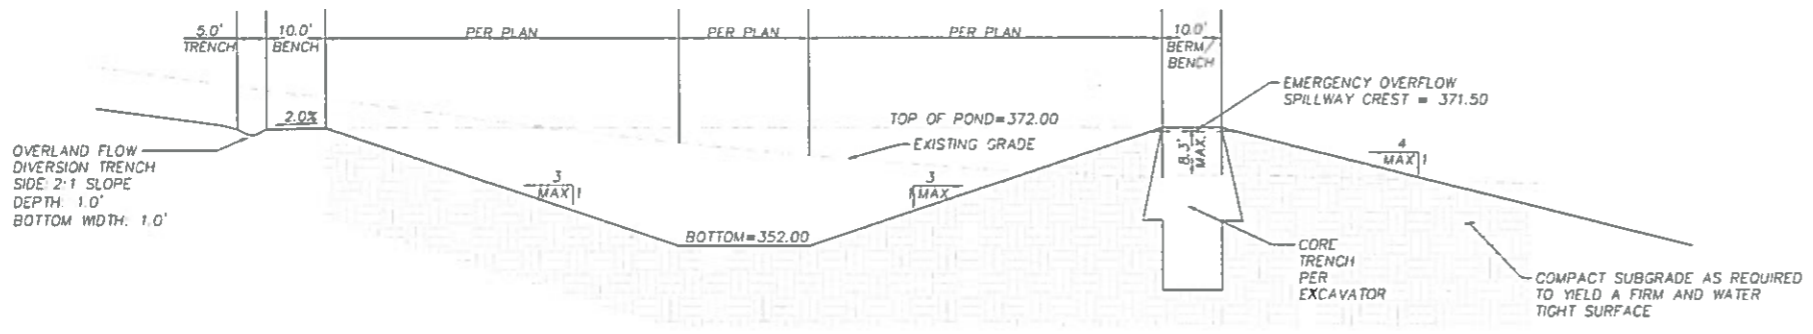 5.0'
TRENCH
10.0'
BENCH
PER PLAN
PER PLAN
PER PLAN
10.0'
BERM/
BENCH
EMERGENCY OVERFLOW
SPILLWAY CREST = 371.50
2.0%
TOP OF POND=372.00
EXISTING GRADE
8.3'
MAX.
4
MAX 1
OVERLAND FLOW
DIVERSION TRENCH
SIDE: 2:1 SLOPE
DEPTH: 1.0'
BOTTOM WIDTH: 1.0'
3
MAX 1
3
1 MAX
BOTTOM=352.00
CORE
TRENCH
PER
EXCAVATOR
COMPACT SUBGRADE AS REQUIRED
TO YIELD A FIRM AND WATER
TIGHT SURFACE